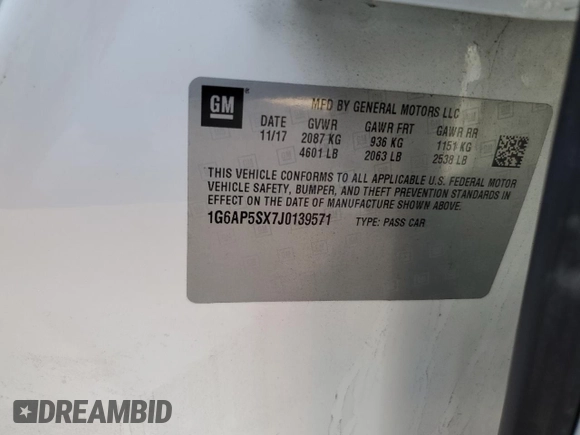 GM
MFD BY GENERAL MOTORS LLC
DATE GVWR GAWR FRT GAWR RR
11/17 2087 KG 936 KG 1151 KG
4601 LB 2063 LB 2538 LB
THIS VEHICLE CONFORMS TO ALL APPLICABLE U.S. FEDERAL MOTOR
VEHICLE SAFETY, BUMPER, AND THEFT PREVENTION STANDARDS IN
EFFECT ON THE DATE OF MANUFACTURE SHOWN ABOVE.
1G6AP5SX7J0139571 TYPE: PASS CAR
DREAMBID